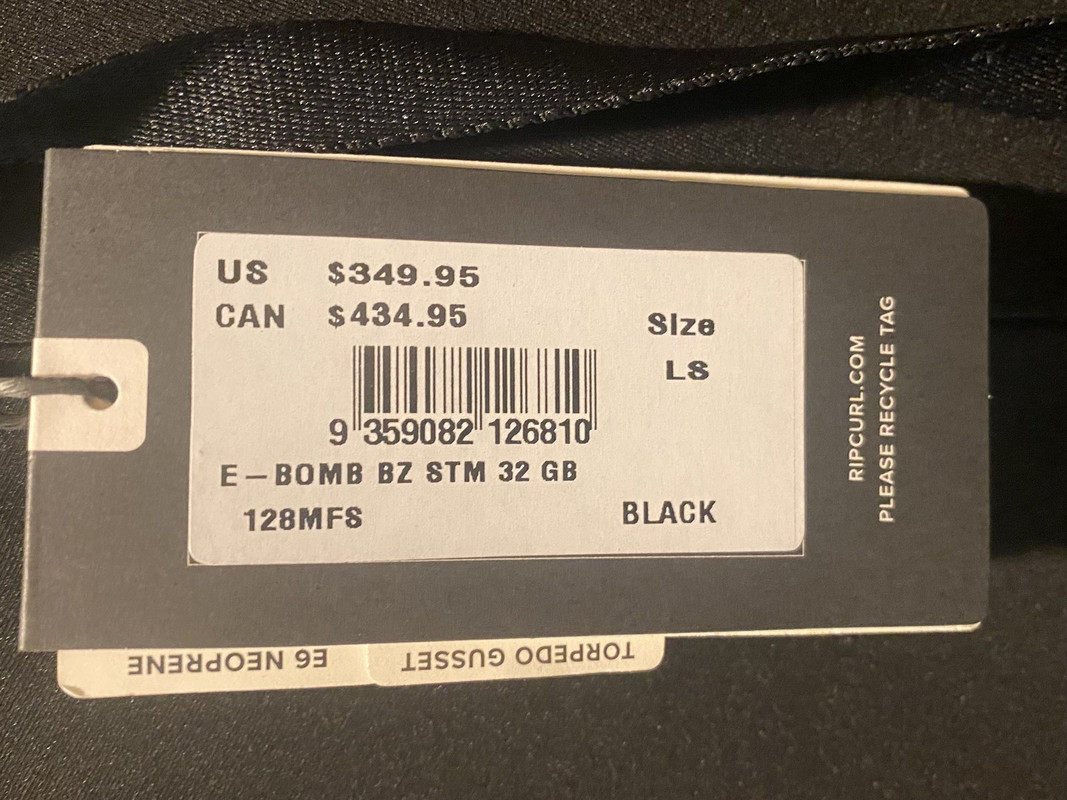 US $349.95
CAN $434.95
Size
LS
9 359082 126810
E-BOMB BZ STM 32 GB
128MFS BLACK
RIPCURL.COM
PLEASE RECYCLE TAG
E6 NEOPRENE
TORPEDO GUSSET